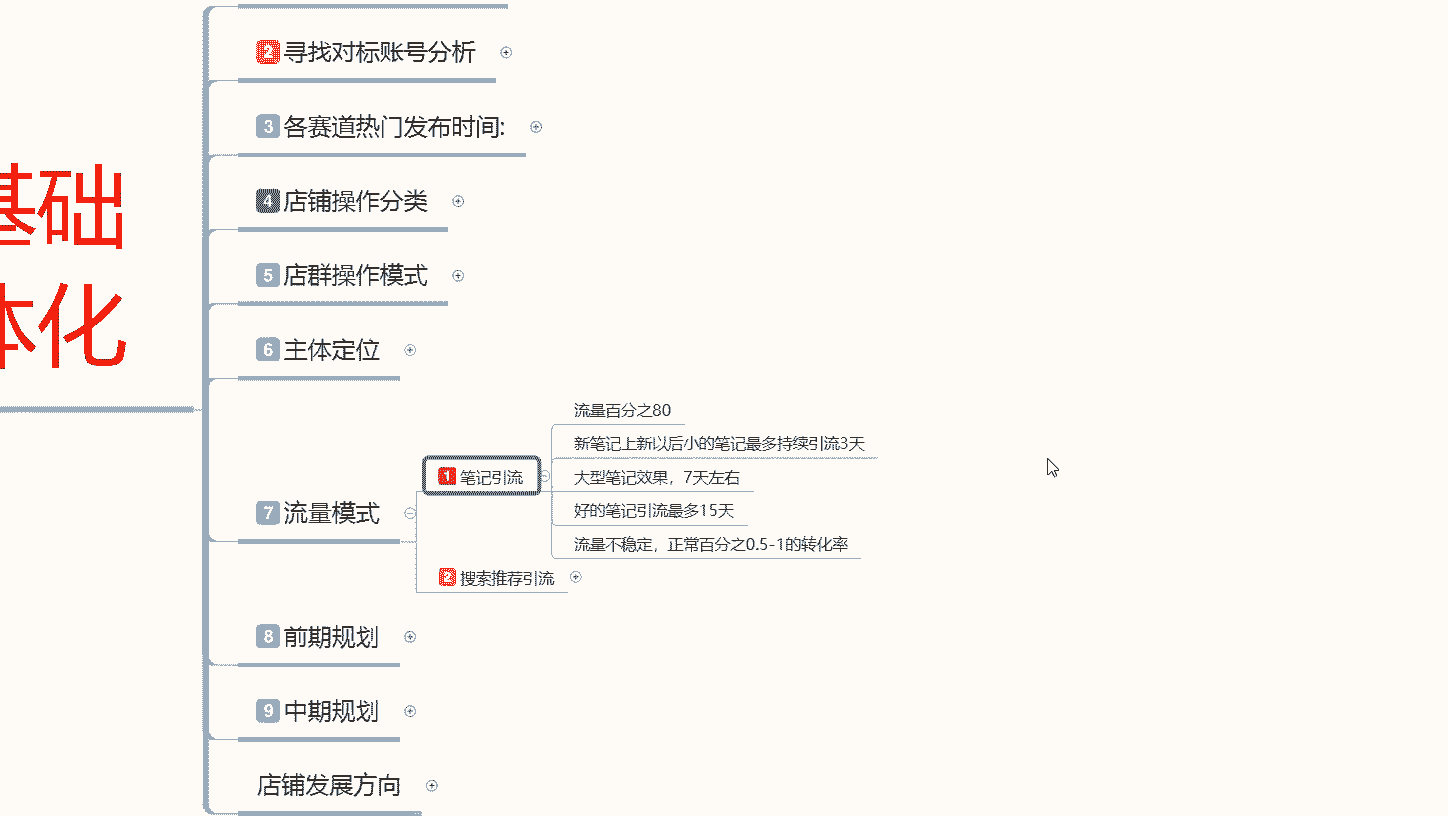 基础
体化
2 寻找对标账号分析
3 各赛道热门发布时间:
4 店铺操作分类
5 店群操作模式
6 主体定位
7 流量模式
1 笔记引流
流量百分之80
新笔记上新以后小的笔记最多持续引流3天
大型笔记效果，7天左右
好的笔记引流最多15天
流量不稳定，正常百分之0.5-1的转化率
2 搜索推荐引流
8 前期规划
9 中期规划
店铺发展方向